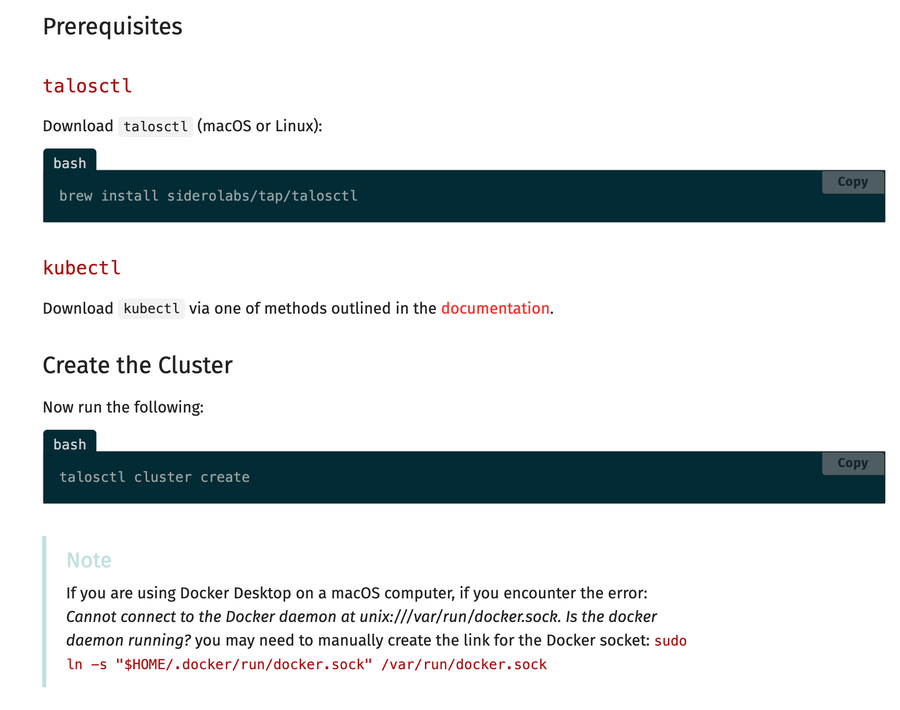 Prerequisites
talosctl
Download talosctl (macOS or Linux):
bash
Copy
brew install siderolabs/tap/talosctl
kubectl
Download kubectl via one of methods outlined in the documentation.
Create the Cluster
Now run the following:
bash
Copy
talosctl cluster create
Note
If you are using Docker Desktop on a macOS computer, if you encounter the error:
Cannot connect to the Docker daemon at unix:///var/run/docker.sock. Is the docker
daemon running? you may need to manually create the link for the Docker socket: sudo
ln -s "$HOME/.docker/run/docker.sock" /var/run/docker.sock